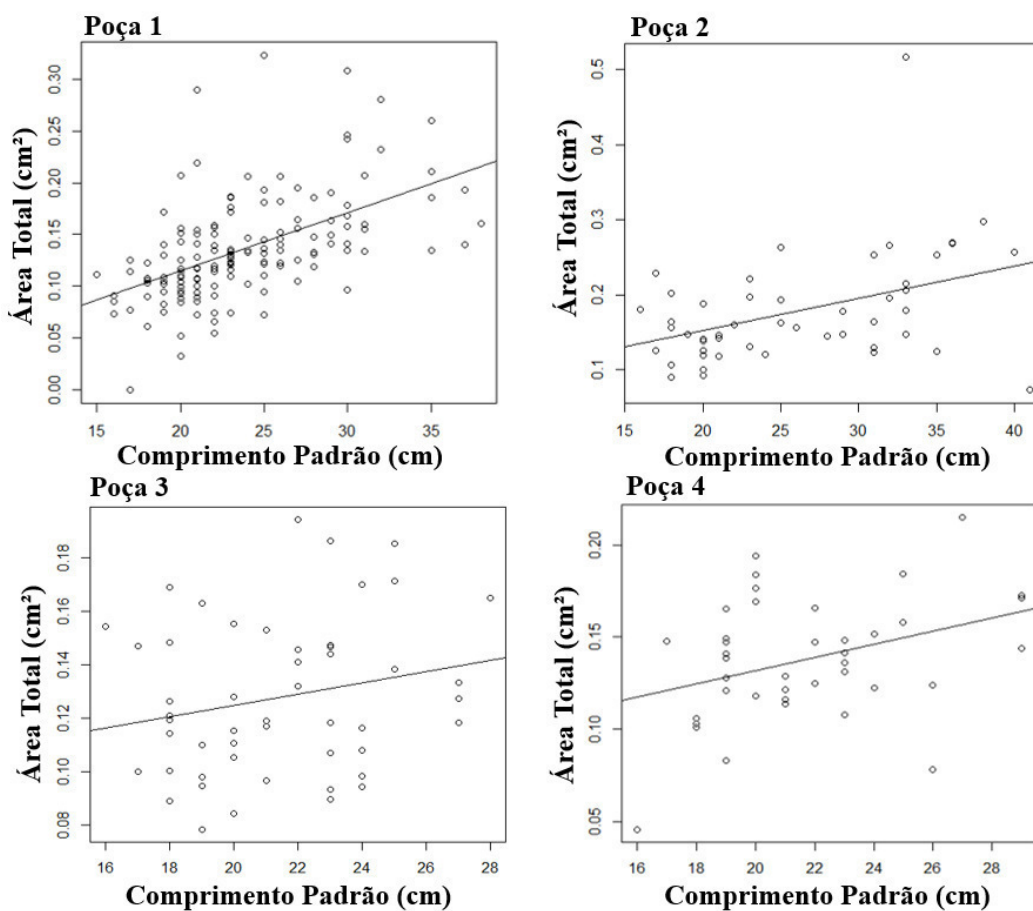 Poça 1
Área Total (cm²)
0.30
0.25
0.20
0.15
0.10
0.05
0.00
15 20 25 30 35
Comprimento Padrão (cm)
Poça 2
Área Total (cm²)
0.5
0.4
0.3
0.2
0.1
15 20 25 30 35 40
Comprimento Padrão (cm)
Poça 3
Área Total (cm²)
0.18
0.16
0.14
0.12
0.10
0.08
16 18 20 22 24 26 28
Comprimento Padrão (cm)
Poça 4
Área Total (cm²)
0.20
0.15
0.10
0.05
16 18 20 22 24 26 28
Comprimento Padrão (cm)